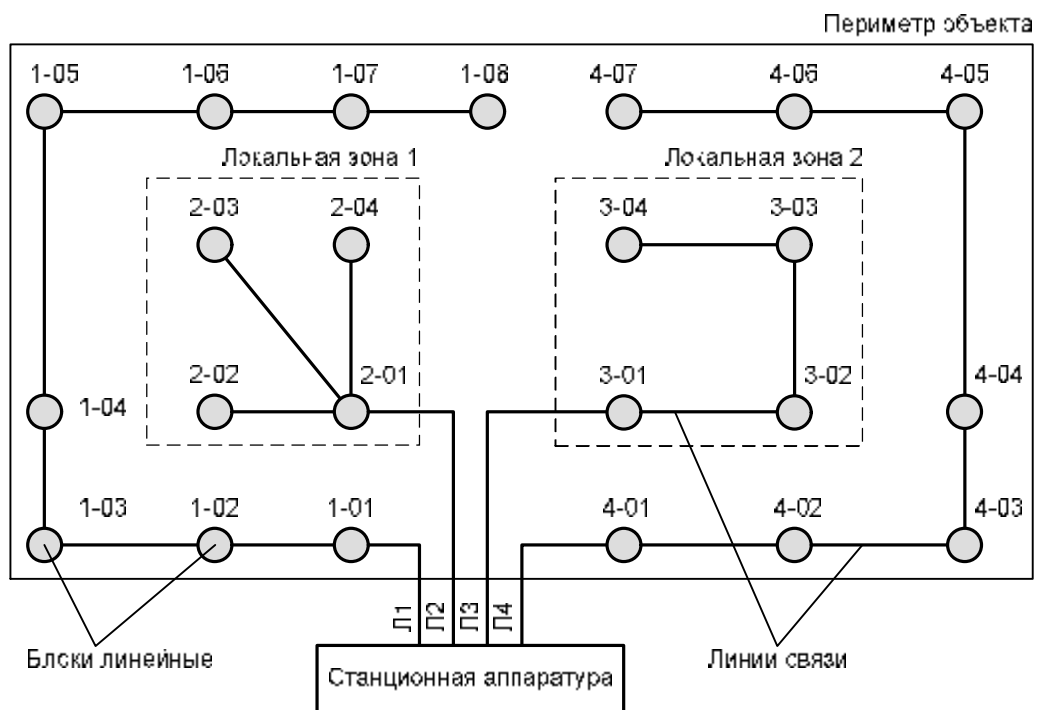 Периметр объекта
1-05 1-06 1-07 1-08 4-07 4-06 4-05
Локальная зона 1 Локальная зона 2
2-03 2-04 3-04 3-03
2-02 2-01 3-01 3-02 4-04
1-04
1-03 1-02 1-01 4-01 4-02 4-03
Л1 Л2 Л3 Л4
Блоки линейные Линии связи
Станционная аппаратура